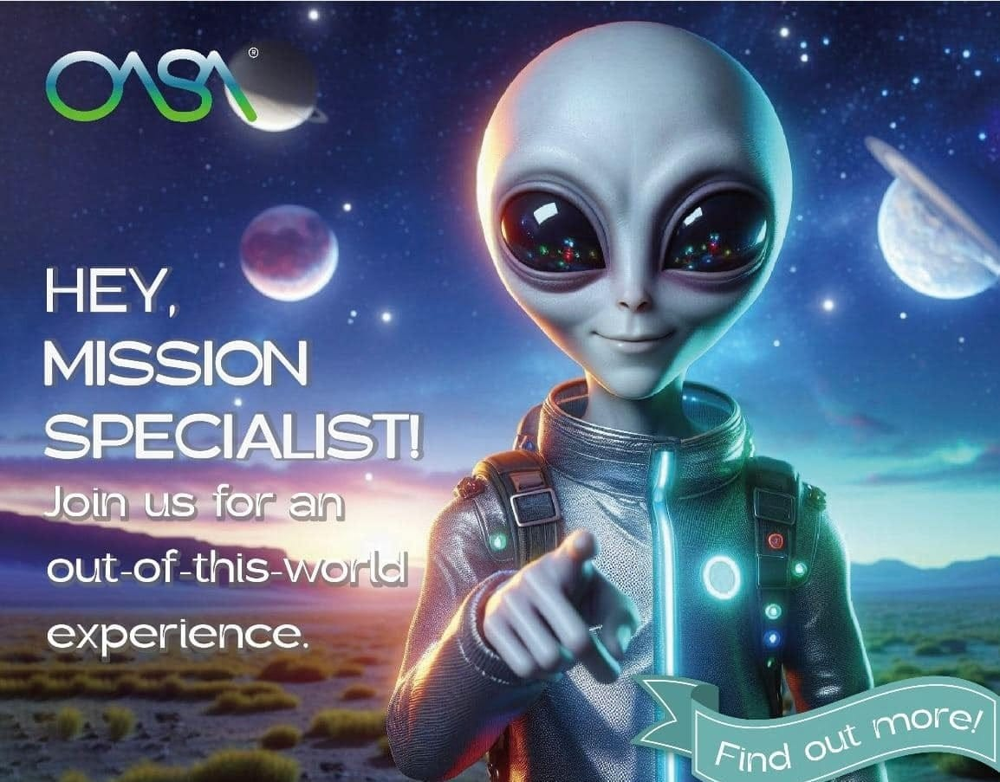 OASA®
HEY,
MISSION
SPECIALIST!
Join us for an
out-of-this-world
experience.
Find out more!